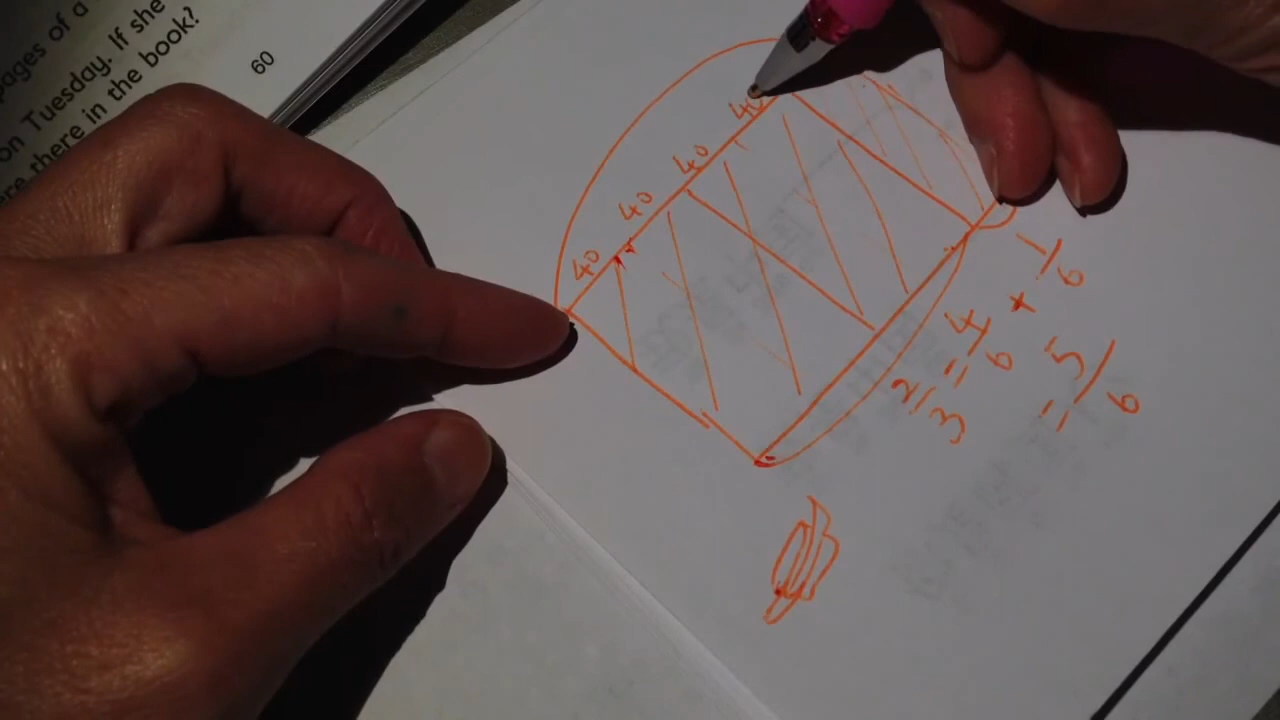 pages of a
on Tuesday. If she
there in the book?
60
40 40 40 40
2/3 = 4/6 + 1/6
= 5/6